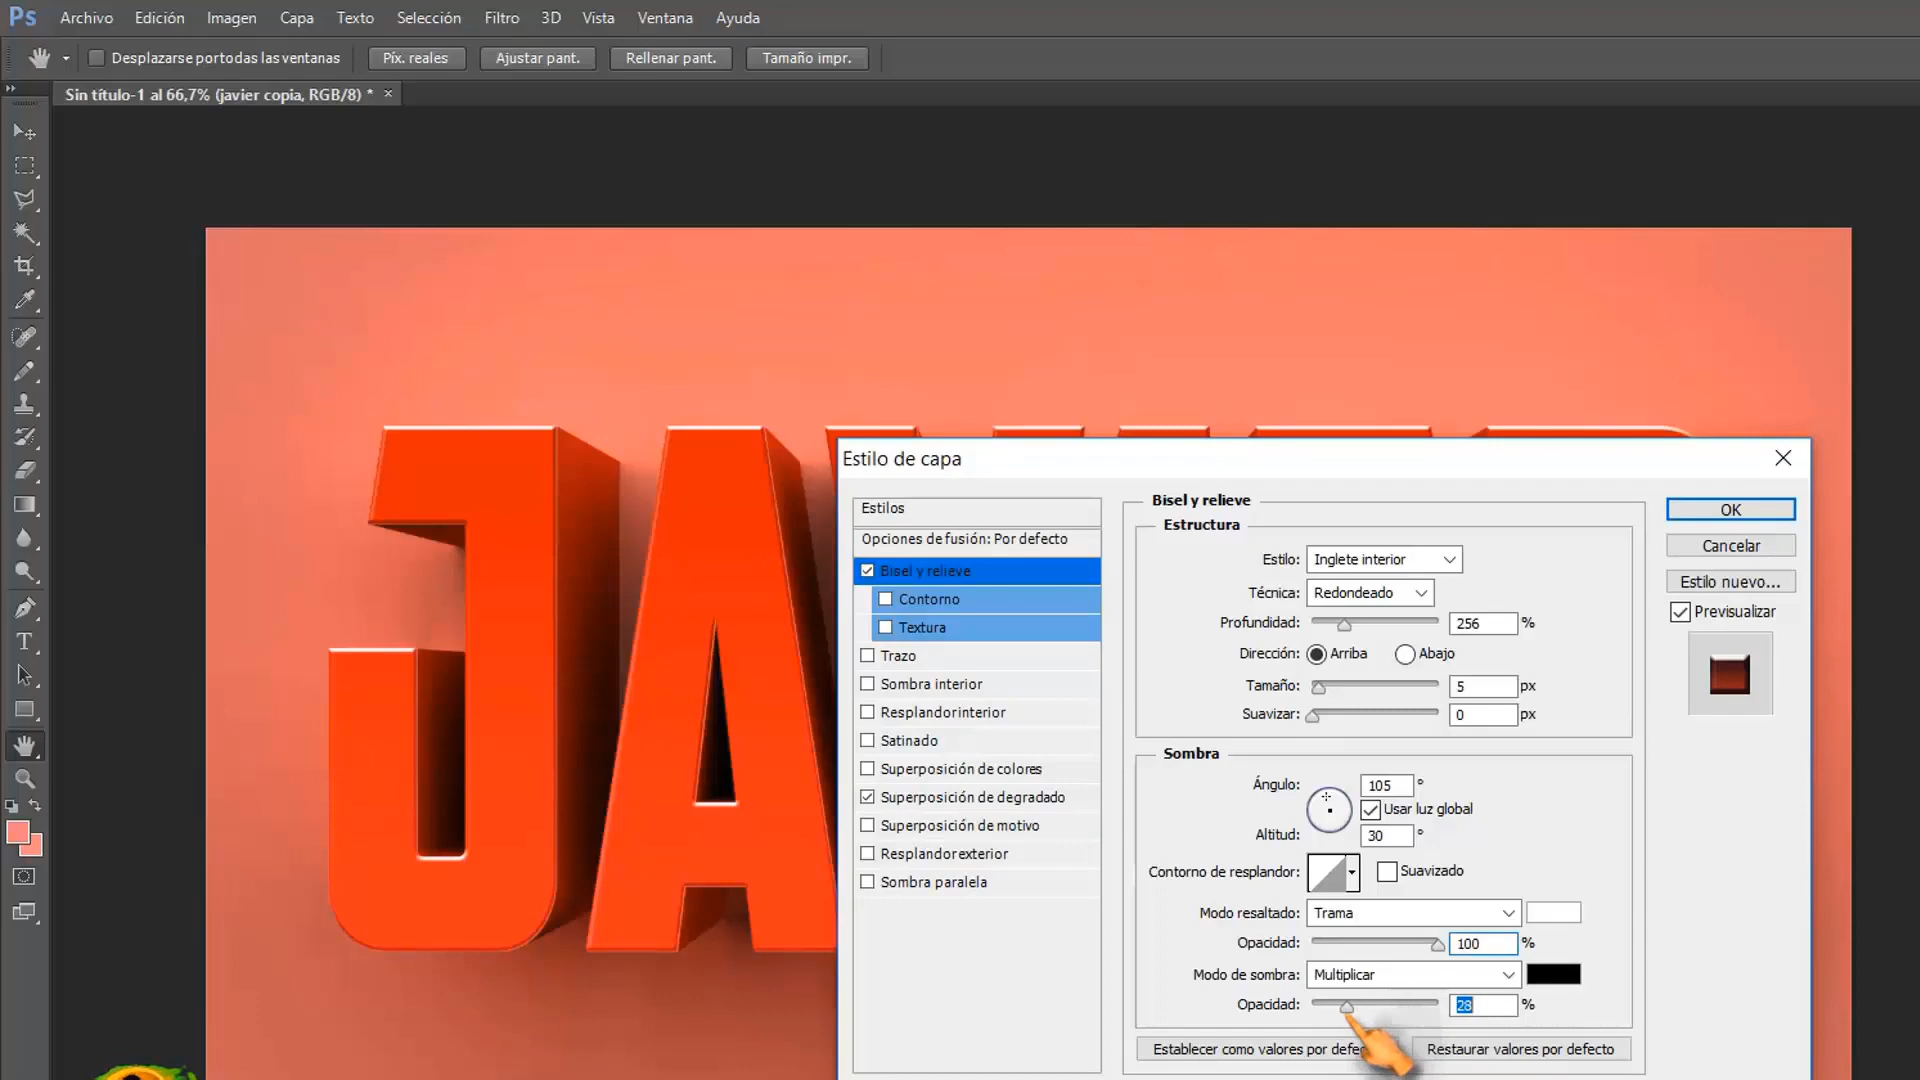 Ps Archivo Edición Imagen Capa Texto Selección Filtro 3D Vista Ventana Ayuda
Desplazarse por todas las ventanas Píx. reales Ajustar pant. Rellenar pant. Tamaño impr.
Sin título-1 al 66,7% (javier copia, RGB/8) * ×
JA
Estilo de capa
Estilos
Opciones de fusión: Por defecto
Bisel y relieve
Contorno
Textura
Trazo
Sombra interior
Resplandor interior
Satinado
Superposición de colores
Superposición de degradado
Superposición de motivo
Resplandor exterior
Sombra paralela
Bisel y relieve
Estructura
Estilo: Inglete interior
Técnica: Redondeado
Profundidad: 256 %
Dirección: Arriba Abajo
Tamaño: 5 px
Suavizar: 0 px
Sombra
Ángulo: 105 °
Usar luz global
Altitud: 30 °
Contorno de resplandor: Suavizado
Modo resaltado: Trama
Opacidad: 100 %
Modo de sombra: Multiplicar
Opacidad: 28 %
Establecer como valores por defec
Restaurar valores por defecto
OK
Cancelar
Estilo nuevo...
Previsualizar